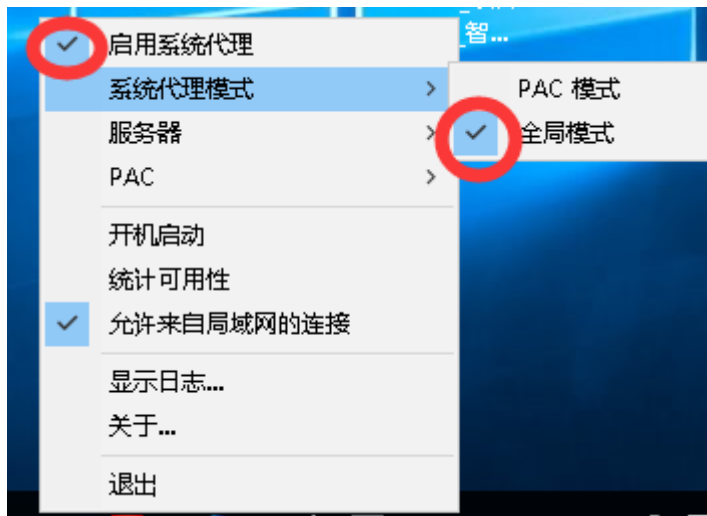 智...
启用系统代理
系统代理模式
PAC 模式
服务器
全局模式
PAC
开机启动
统计可用性
允许来自局域网的连接
显示日志...
关于...
退出